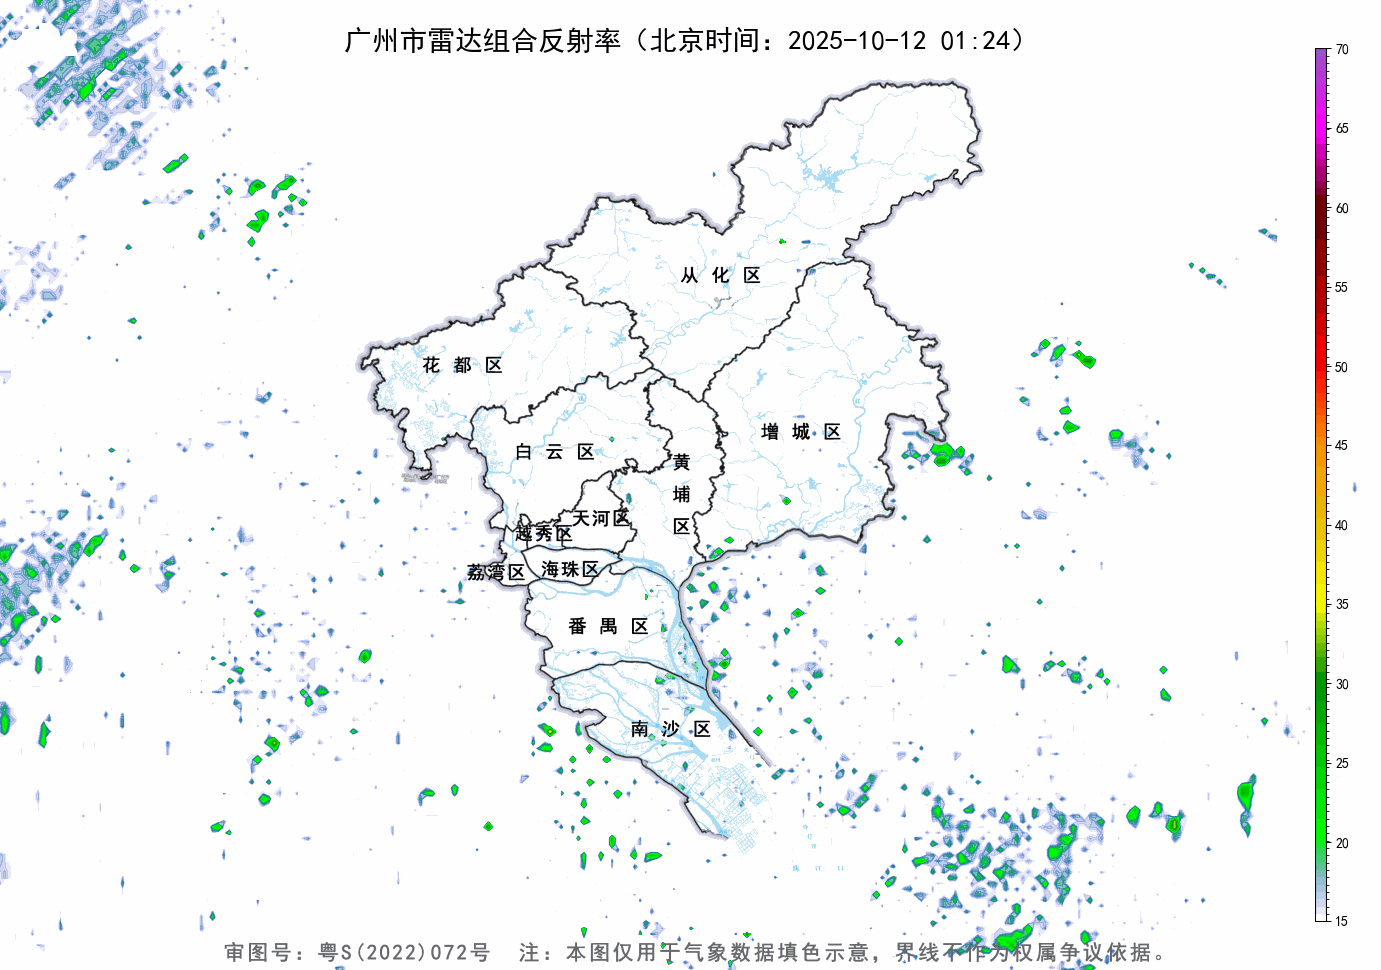 广州市雷达组合反射率（北京时间：2025-10-12 01:24）
70
65
60
55
50
45
40
35
30
25
20
15
从化区
花都区
增城区
白云区
黄埔区
天河区
越秀区
荔湾区
海珠区
番禺区
南沙区
审图号：粤S(2022)072号 注：本图仅用于气象数据填色示意，界线不作为权属争议依据。